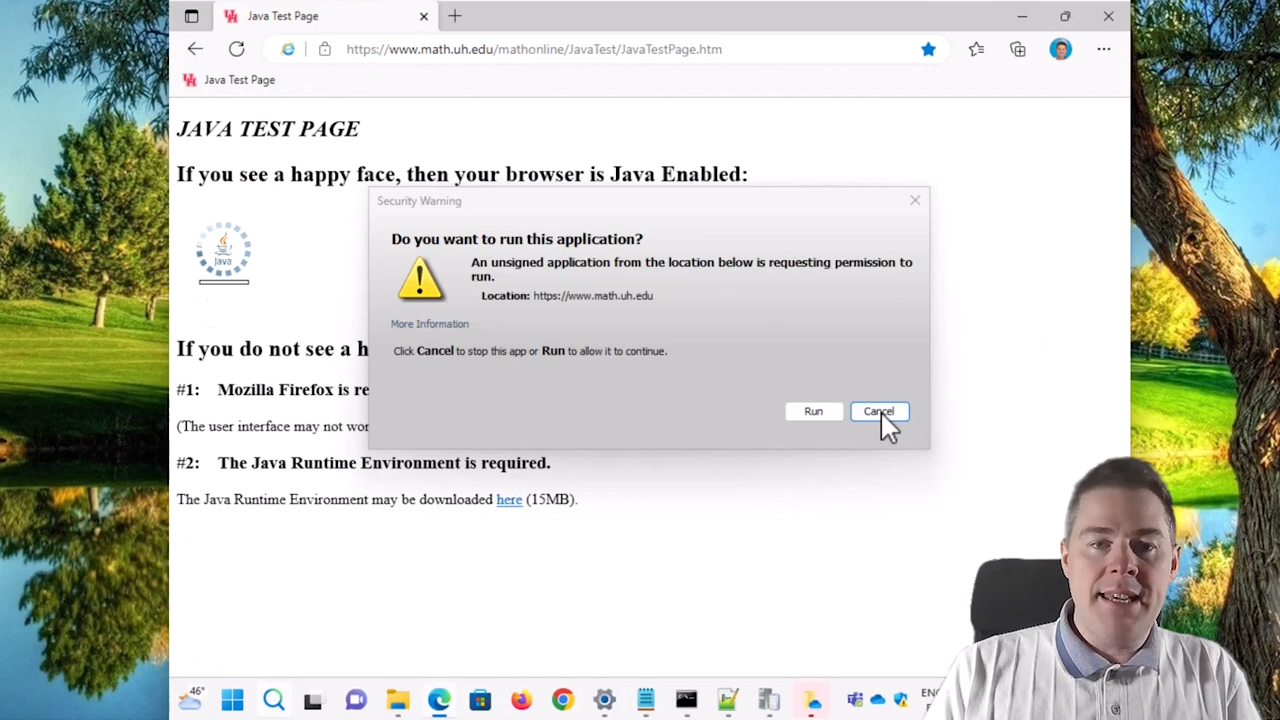 Java Test Page
https://www.math.uh.edu/mathonline/JavaTest/JavaTestPage.htm
Java Test Page
JAVA TEST PAGE
If you see a happy face, then your browser is Java Enabled:
Java
Security Warning
Do you want to run this application?
An unsigned application from the location below is requesting permission to
run.
Location: https://www.math.uh.edu
More Information
Click Cancel to stop this app or Run to allow it to continue.
Run
Cancel
If you do not see a h
#1: Mozilla Firefox is re
(The user interface may not wor
#2: The Java Runtime Environment is required.
The Java Runtime Environment may be downloaded here (15MB).
46°